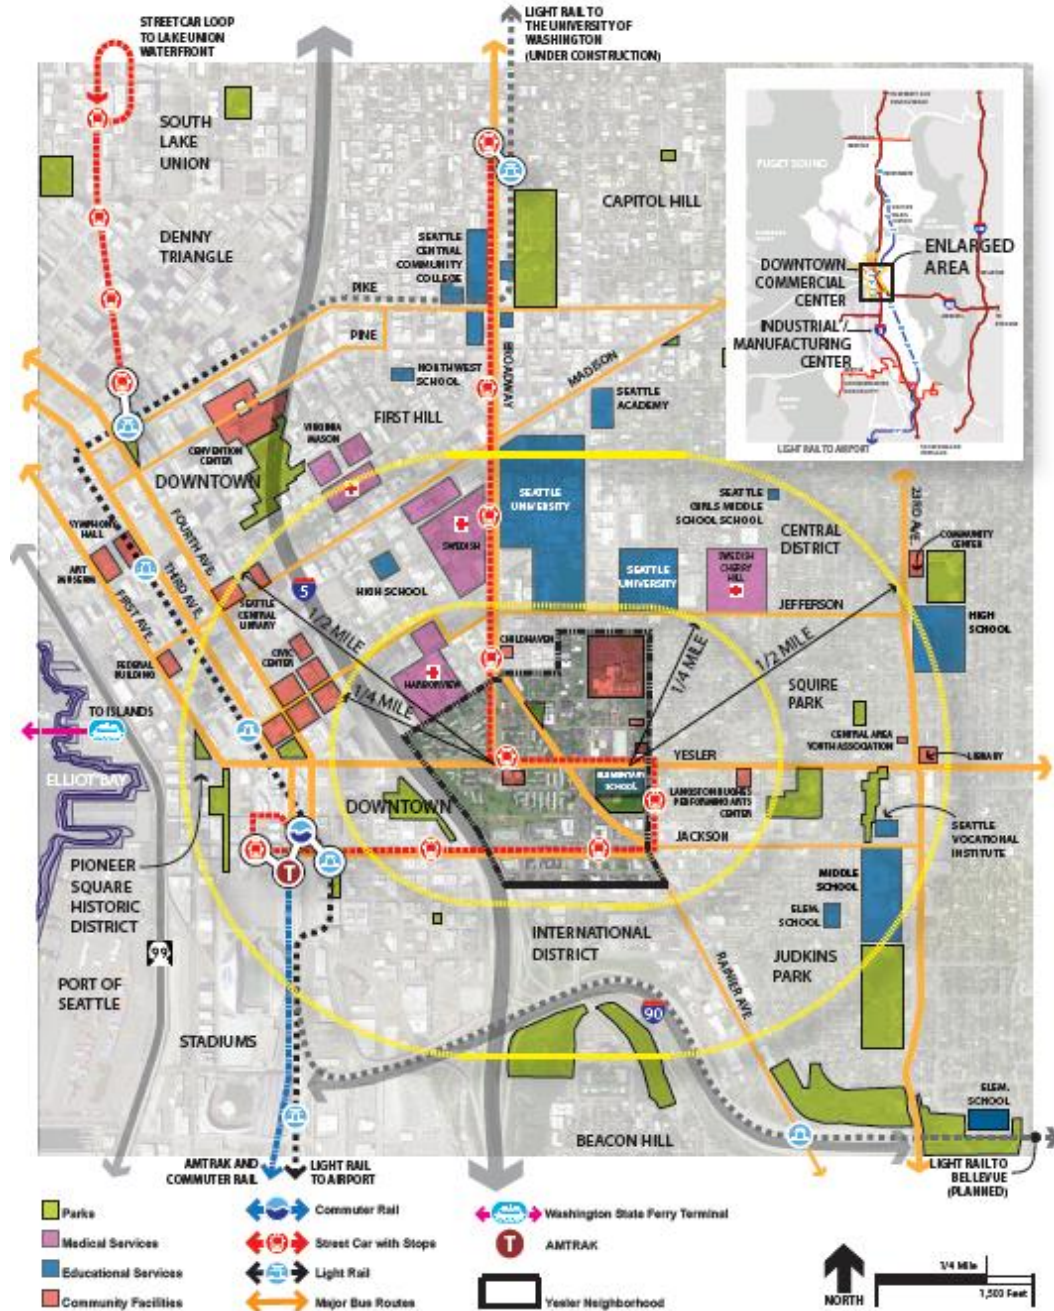 STREETCAR LOOP
TO LAKE UNION
WATERFRONT
LIGHT RAIL TO
THE UNIVERSITY OF
WASHINGTON
(UNDER CONSTRUCTION)
SOUTH
LAKE
UNION
DENNY
TRIANGLE
CAPITOL HILL
SEATTLE
CENTRAL
COMMUNITY
COLLEGE
PIKE
PINE
BROADWAY
MADISON
NORTHWEST
SCHOOL
FIRST HILL
SEATTLE
ACADEMY
PUGET SOUND
ENLARGED
AREA
DOWNTOWN
COMMERCIAL
CENTER
INDUSTRIAL/
MANUFACTURING
CENTER
LIGHT RAIL TO AIRPORT
VIRGINIA
MASON
CONVENTION
CENTER
DOWNTOWN
SYMPHONY
HALL
ART
MUSEUM
FOURTH AVE.
THIRD AVE.
FIRST AVE.
SEATTLE
CENTRAL
LIBRARY
5
SWEDISH
HIGH SCHOOL
SEATTLE
UNIVERSITY
SEATTLE
GIRLS MIDDLE
SCHOOL SCHOOL
CENTRAL
DISTRICT
23RD AVE.
COMMUNITY
CENTER
SEATTLE
UNIVERSITY
SWEDISH
CHERRY
HILL
JEFFERSON
HIGH
SCHOOL
1/2 MILE
1/4 MILE
1/4 MILE
1/2 MILE
CHILDHAVEN
HARBORVIEW
CIVIC
CENTER
FEDERAL
BUILDING
TO ISLANDS
ELLIOT BAY
SQUIRE
PARK
CENTRAL AREA
YOUTH ASSOCIATION
LIBRARY
YESLER
ELEMENTARY
SCHOOL
LANGSTON HUGHES
PERFORMING ARTS
CENTER
DOWNTOWN
JACKSON
SEATTLE
VOCATIONAL
INSTITUTE
PIONEER
SQUARE
HISTORIC
DISTRICT
T
MIDDLE
SCHOOL
ELEM.
SCHOOL
INTERNATIONAL
DISTRICT
JUDKINS
PARK
RAINIER AVE
99
PORT OF
SEATTLE
STADIUMS
90
BEACON HILL
ELEM.
SCHOOL
AMTRAK AND
COMMUTER RAIL
LIGHT RAIL
TO AIRPORT
LIGHT RAIL TO
BELLEVUE
(PLANNED)
Parks
Medical Services
Educational Services
Community Facilities
Commuter Rail
Street Car with Stops
Light Rail
Major Bus Routes
Washington State Ferry Terminal
T AMTRAK
Yesler Neighborhood
NORTH
1/4 Mile
1,500 Feet